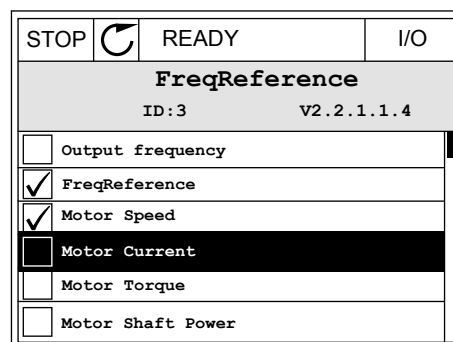 STOP READY I/O
FreqReference
ID:3 V2.2.1.1.4
Output frequency
FreqReference
Motor Speed
Motor Current
Motor Torque
Motor Shaft Power